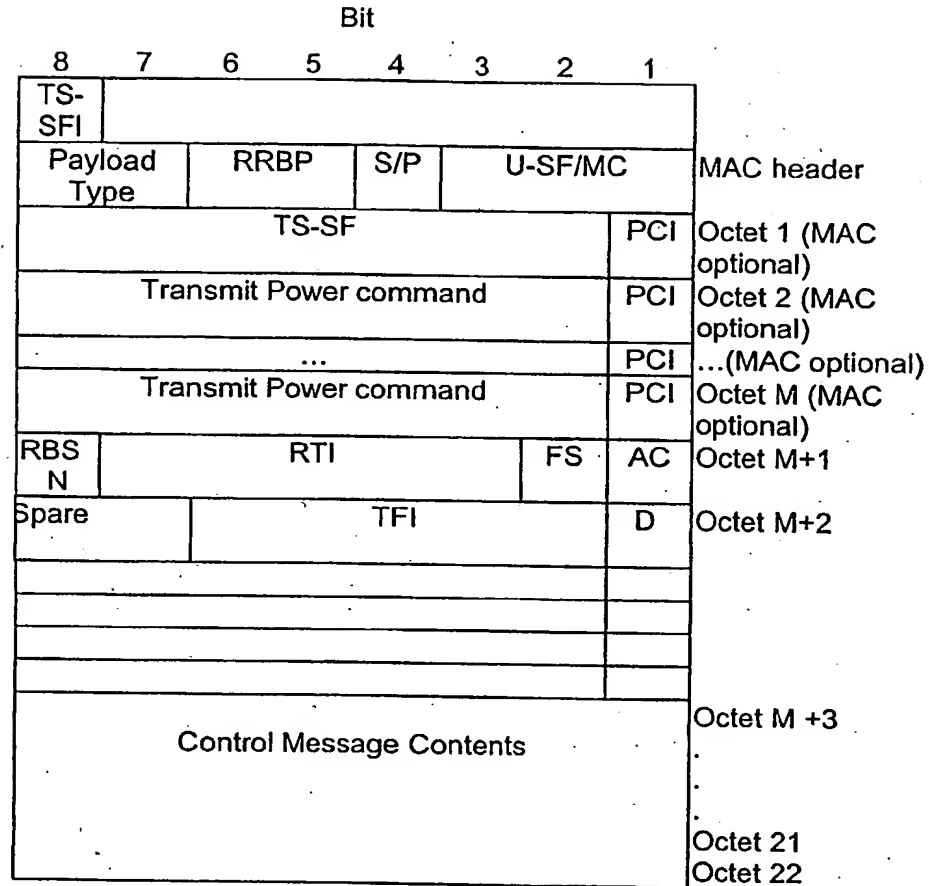 Bit
8 7 6 5 4 3 2 1
TS-
SFI
Payload
Type
RRBP
S/P
U-SF/MC
MAC header
TS-SF
PCI
Octet 1 (MAC
optional)
Transmit Power command
PCI
Octet 2 (MAC
optional)
...
PCI
...(MAC optional)
Transmit Power command
PCI
Octet M (MAC
optional)
RBS
N
RTI
FS
AC
Octet M+1
Spare
TFI
D
Octet M+2
Control Message Contents
Octet M +3
.
.
.
Octet 21
Octet 22